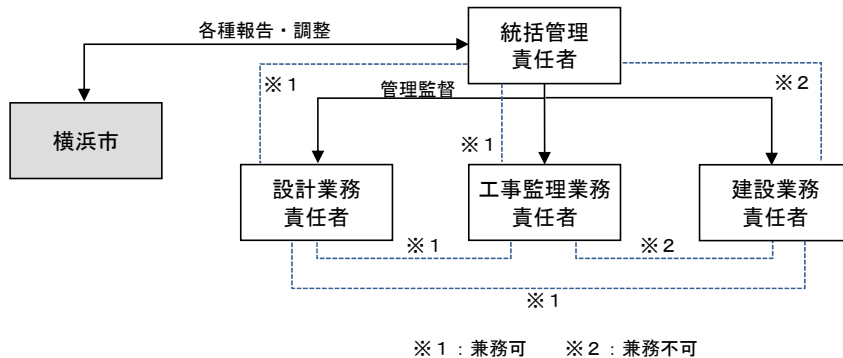 各種報告・調整
統括管理
責任者
※1
管理監督
※2
横浜市
※1
設計業務
責任者
工事監理業務
責任者
建設業務
責任者
※1
※2
※1
※1：兼務可　※2：兼務不可